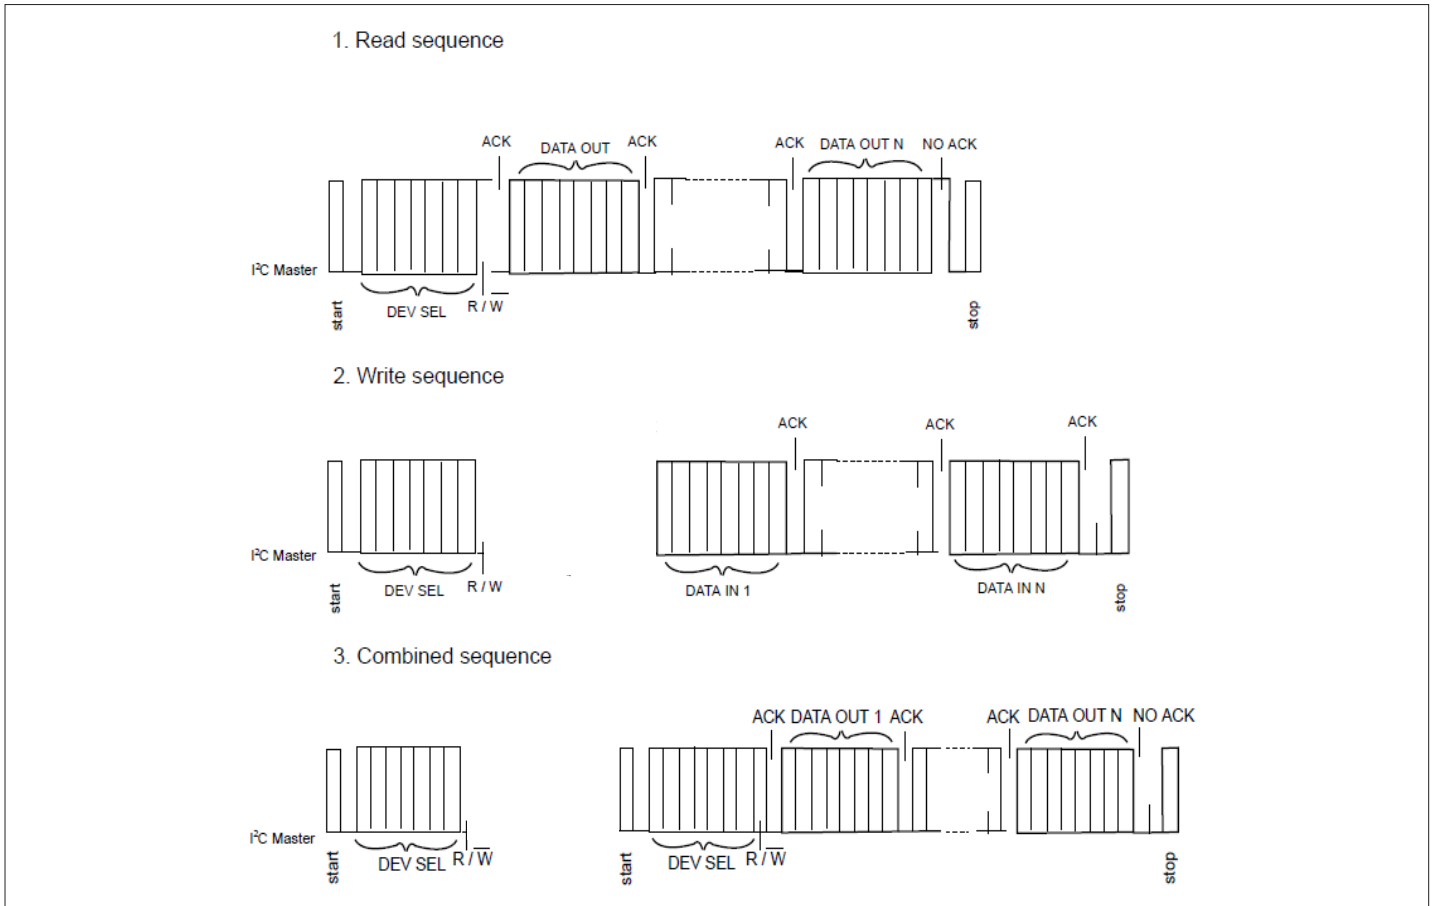 1. Read sequence
ACK DATA OUT ACK ACK DATA OUT N NO ACK
I²C Master
start DEV SEL R / W̅ stop
2. Write sequence
ACK ACK ACK
I²C Master
start DEV SEL R / W DATA IN 1 DATA IN N stop
3. Combined sequence
ACK DATA OUT 1 ACK ACK DATA OUT N NO ACK
I²C Master
start DEV SEL R / W̅ start DEV SEL R / W̅ stop